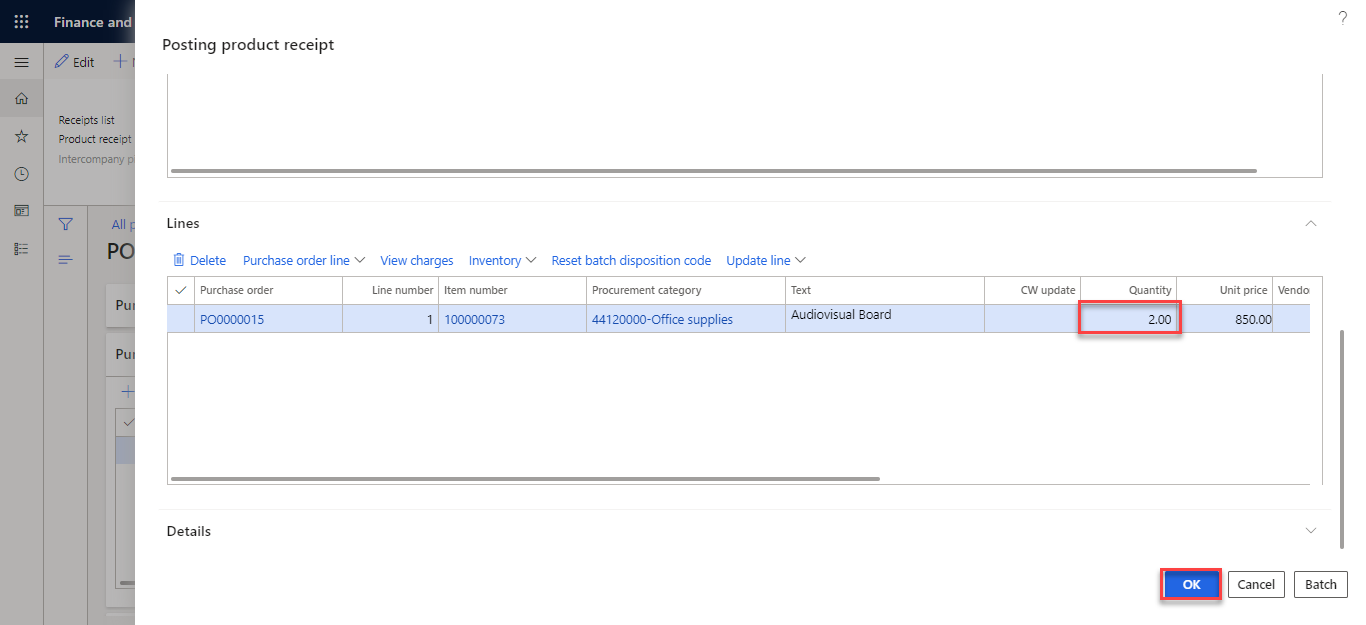 Finance and
?
Posting product receipt
Edit
Receipts list
Product receipt
Intercompany p
All p
PO
Pur
Pur
Lines
Delete Purchase order line View charges Inventory Reset batch disposition code Update line
Purchase order Line number Item number Procurement category Text CW update Quantity Unit price Vendo
PO0000015 1 100000073 44120000-Office supplies Audiovisual Board 2.00 850.00
Details
OK Cancel Batch